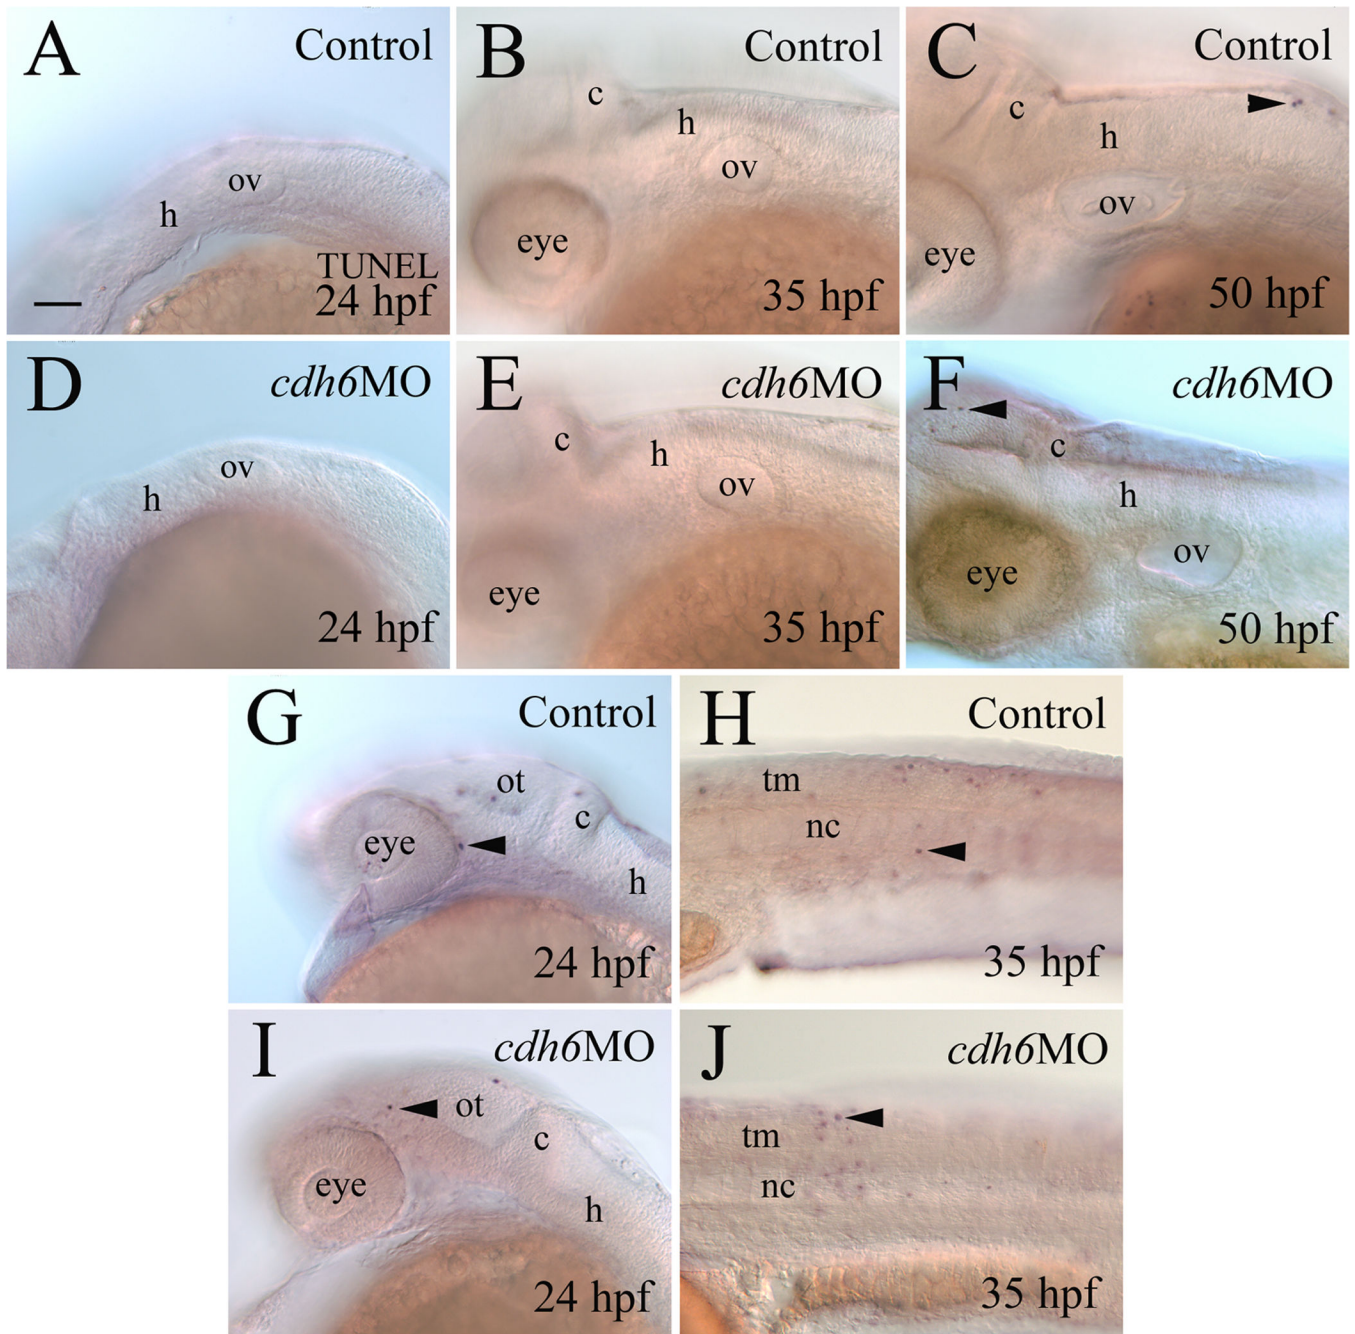 A Control
ov
h
TUNEL
24 hpf
B Control
c
h
ov
eye
35 hpf
C Control
c
h
ov
eye
50 hpf
D cdh6MO
ov
h
24 hpf
E cdh6MO
c
h
ov
eye
35 hpf
F cdh6MO
c
h
ov
eye
50 hpf
G Control
ot
c
eye
h
24 hpf
H Control
tm
nc
35 hpf
I cdh6MO
ot
c
eye
h
24 hpf
J cdh6MO
tm
nc
35 hpf